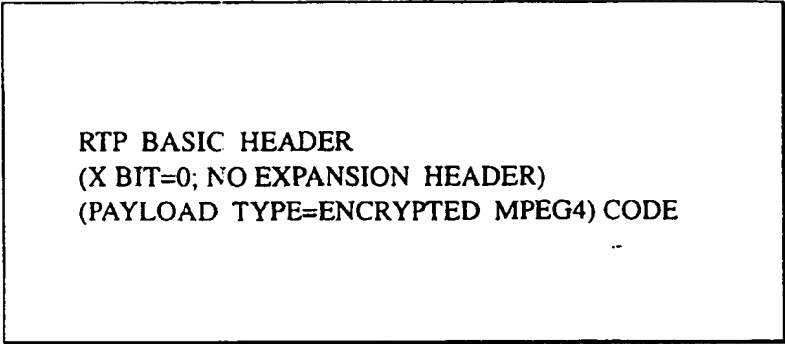 RTP BASIC HEADER
(X BIT=0; NO EXPANSION HEADER)
(PAYLOAD TYPE=ENCRYPTED MPEG4) CODE